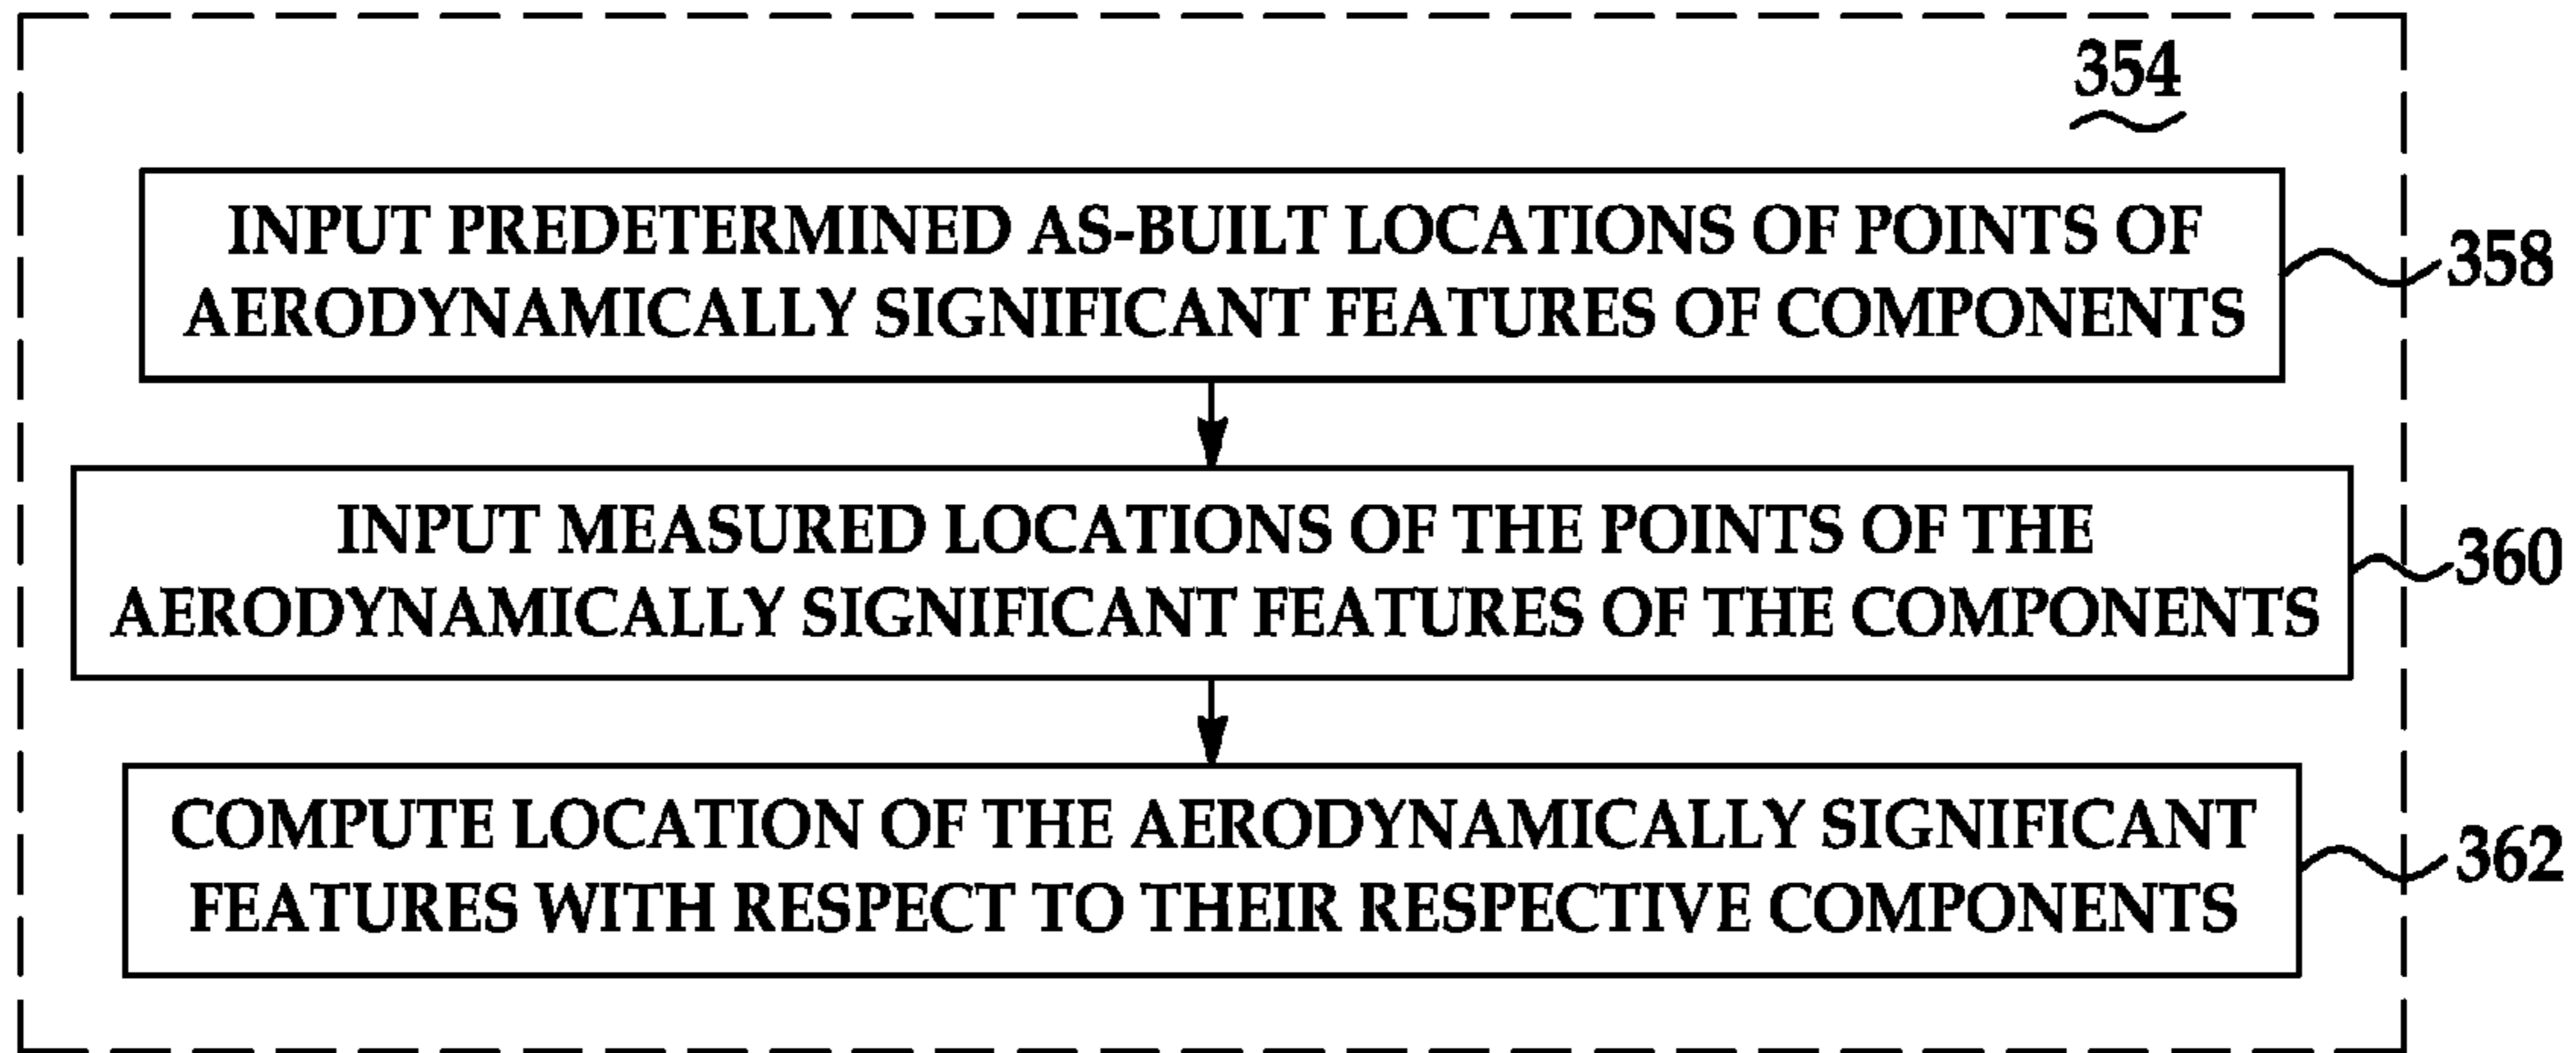 354
INPUT PREDETERMINED AS-BUILT LOCATIONS OF POINTS OF
AERODYNAMICALLY SIGNIFICANT FEATURES OF COMPONENTS
358
INPUT MEASURED LOCATIONS OF THE POINTS OF THE
AERODYNAMICALLY SIGNIFICANT FEATURES OF THE COMPONENTS
360
COMPUTE LOCATION OF THE AERODYNAMICALLY SIGNIFICANT
FEATURES WITH RESPECT TO THEIR RESPECTIVE COMPONENTS
362